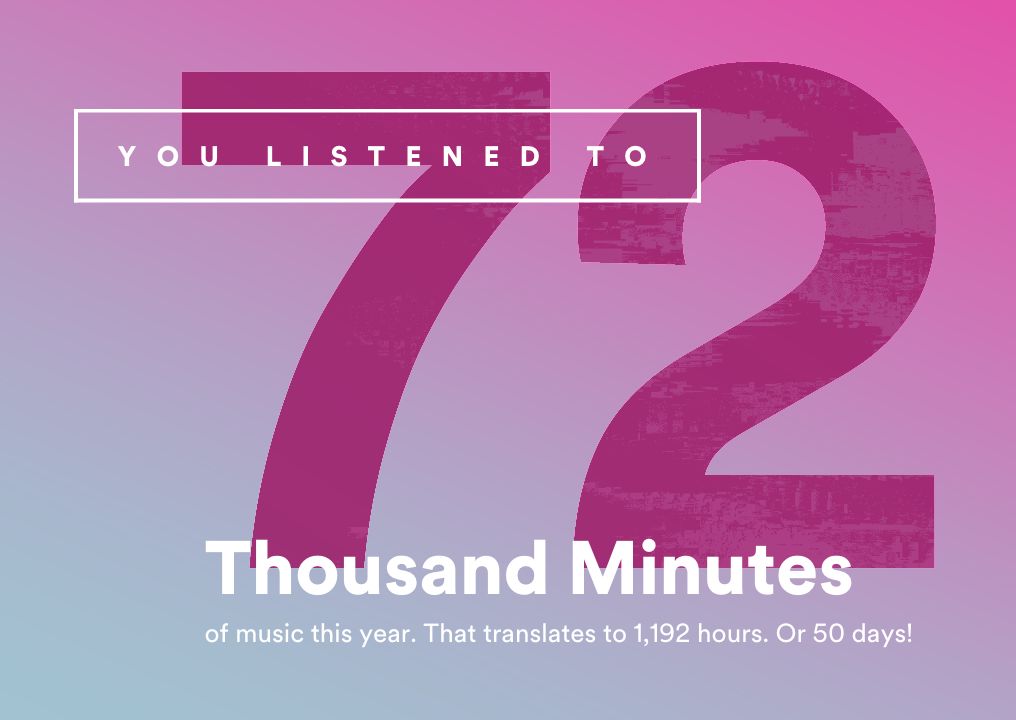 YOU LISTENED TO
72
Thousand Minutes
of music this year. That translates to 1,192 hours. Or 50 days!